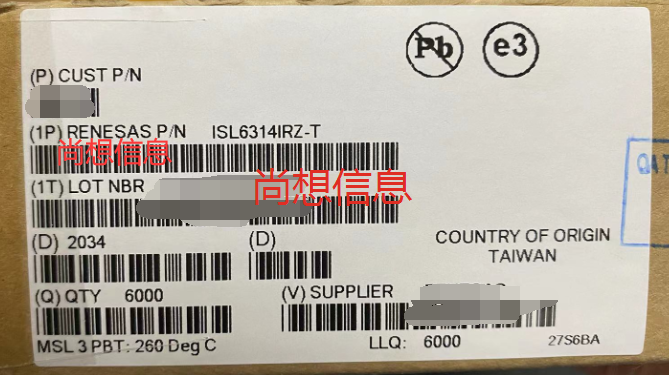 Pb
e3
(P) CUST P/N
(1P) RENESAS P/N ISL6314IRZ-T
尚想信息
(1T) LOT NBR
尚想信息
(D) 2034 (D)
COUNTRY OF ORIGIN
TAIWAN
(Q) QTY 6000 (V) SUPPLIER
MSL 3 PBT: 260 Deg C LLQ: 6000 27S6BA